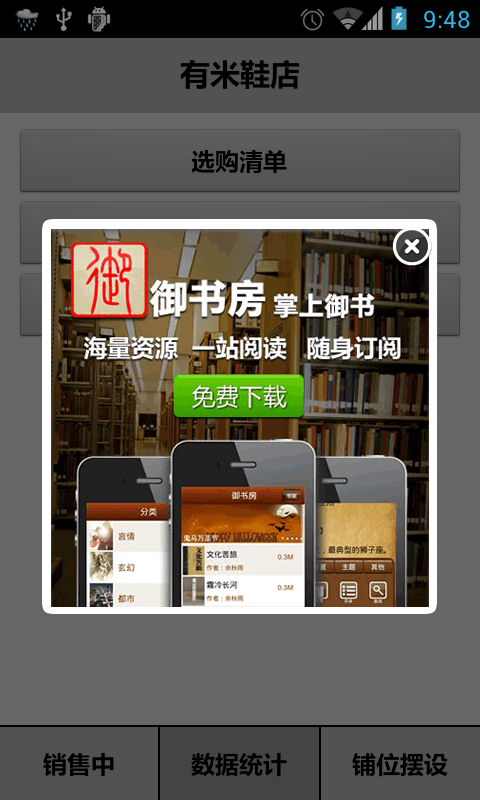 9:48
有米鞋店
选购清单
御
御书房 掌上御书
海量资源 一站阅读 随身订阅
免费下载
分类
言情
玄幻
都市
御书房
书架
鬼马万圣节
HALLOWEEN
文化苦旅
作者：余秋雨
0.3M
霜冷长河
作者：余秋雨
0.3M
，最典型的狮子座。
主题
其他
销售中
数据统计
铺位摆设